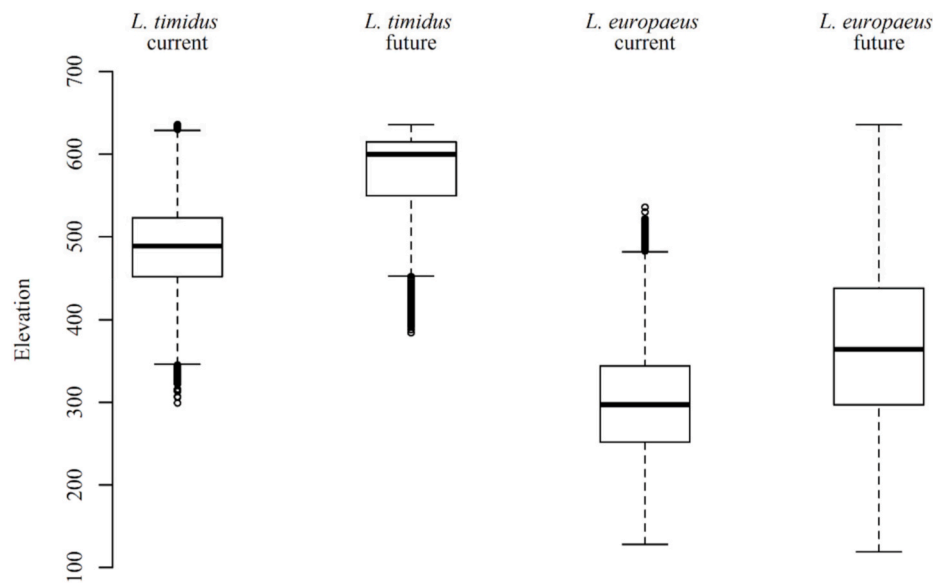 L. timidus
current
L. timidus
future
L. europaeus
current
L. europaeus
future
700
600
500
400
300
200
100
Elevation